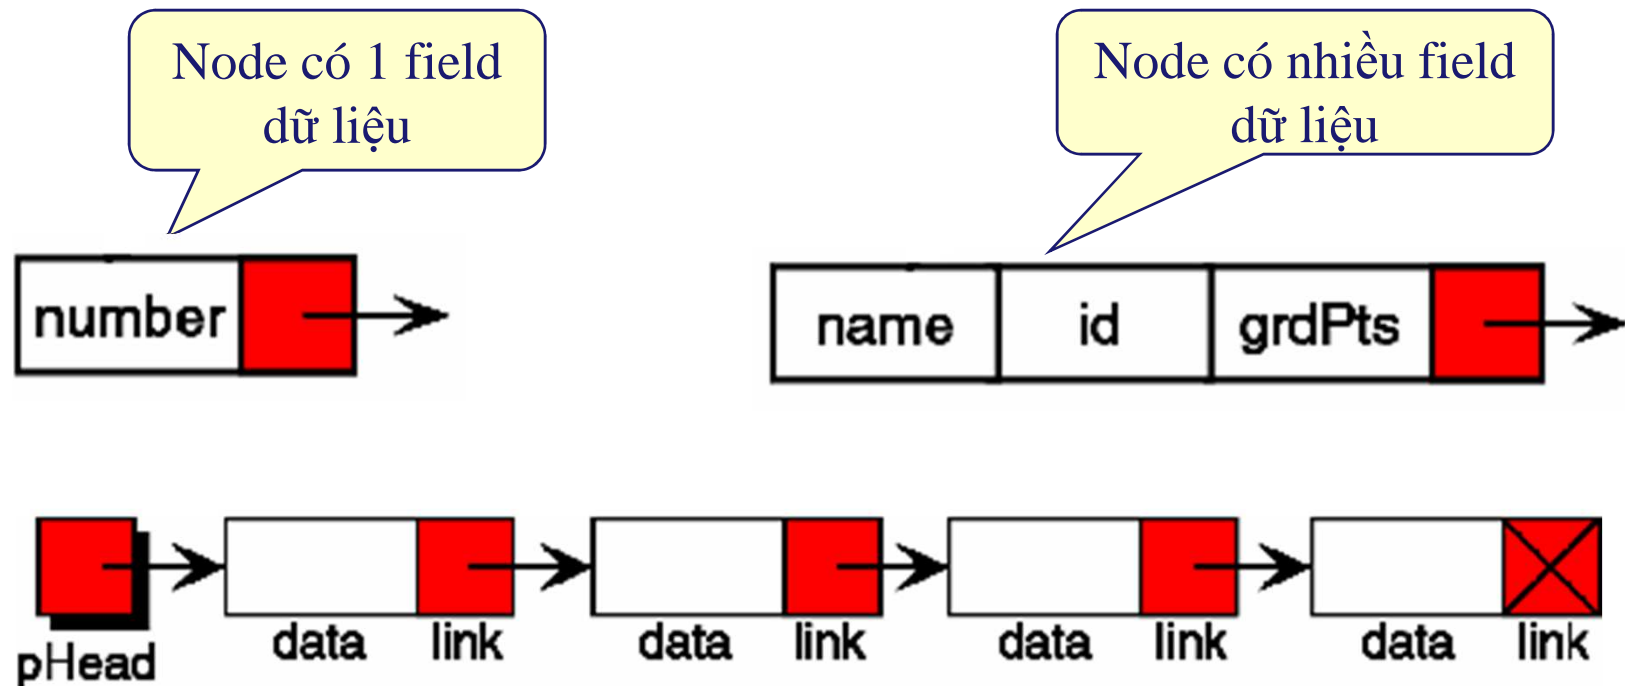 Node có 1 field
dữ liệu
Node có nhiều field
dữ liệu
number
name id grdPts
pHead data link data link data link data link